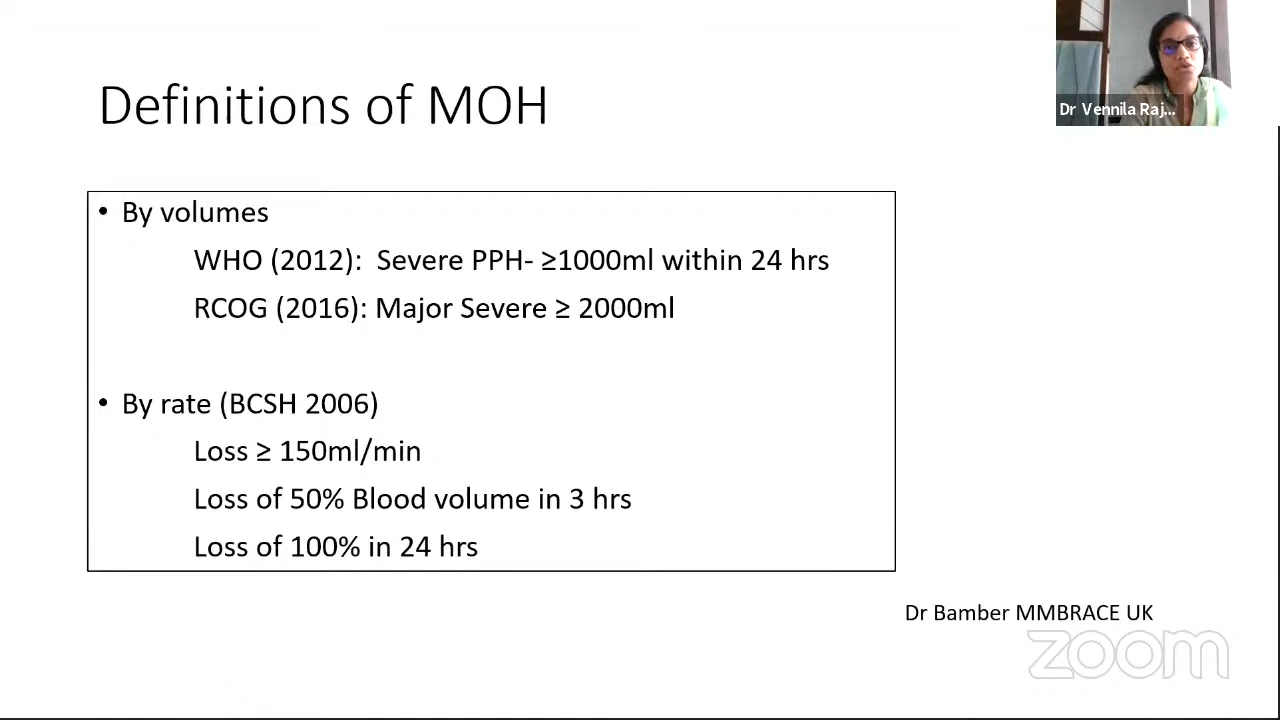 Definitions of MOH
Dr Vennila Raj...
• By volumes
WHO (2012): Severe PPH- ≥1000ml within 24 hrs
RCOG (2016): Major Severe ≥ 2000ml
• By rate (BCSH 2006)
Loss ≥ 150ml/min
Loss of 50% Blood volume in 3 hrs
Loss of 100% in 24 hrs
Dr Bamber MMBRACE UK
zoom